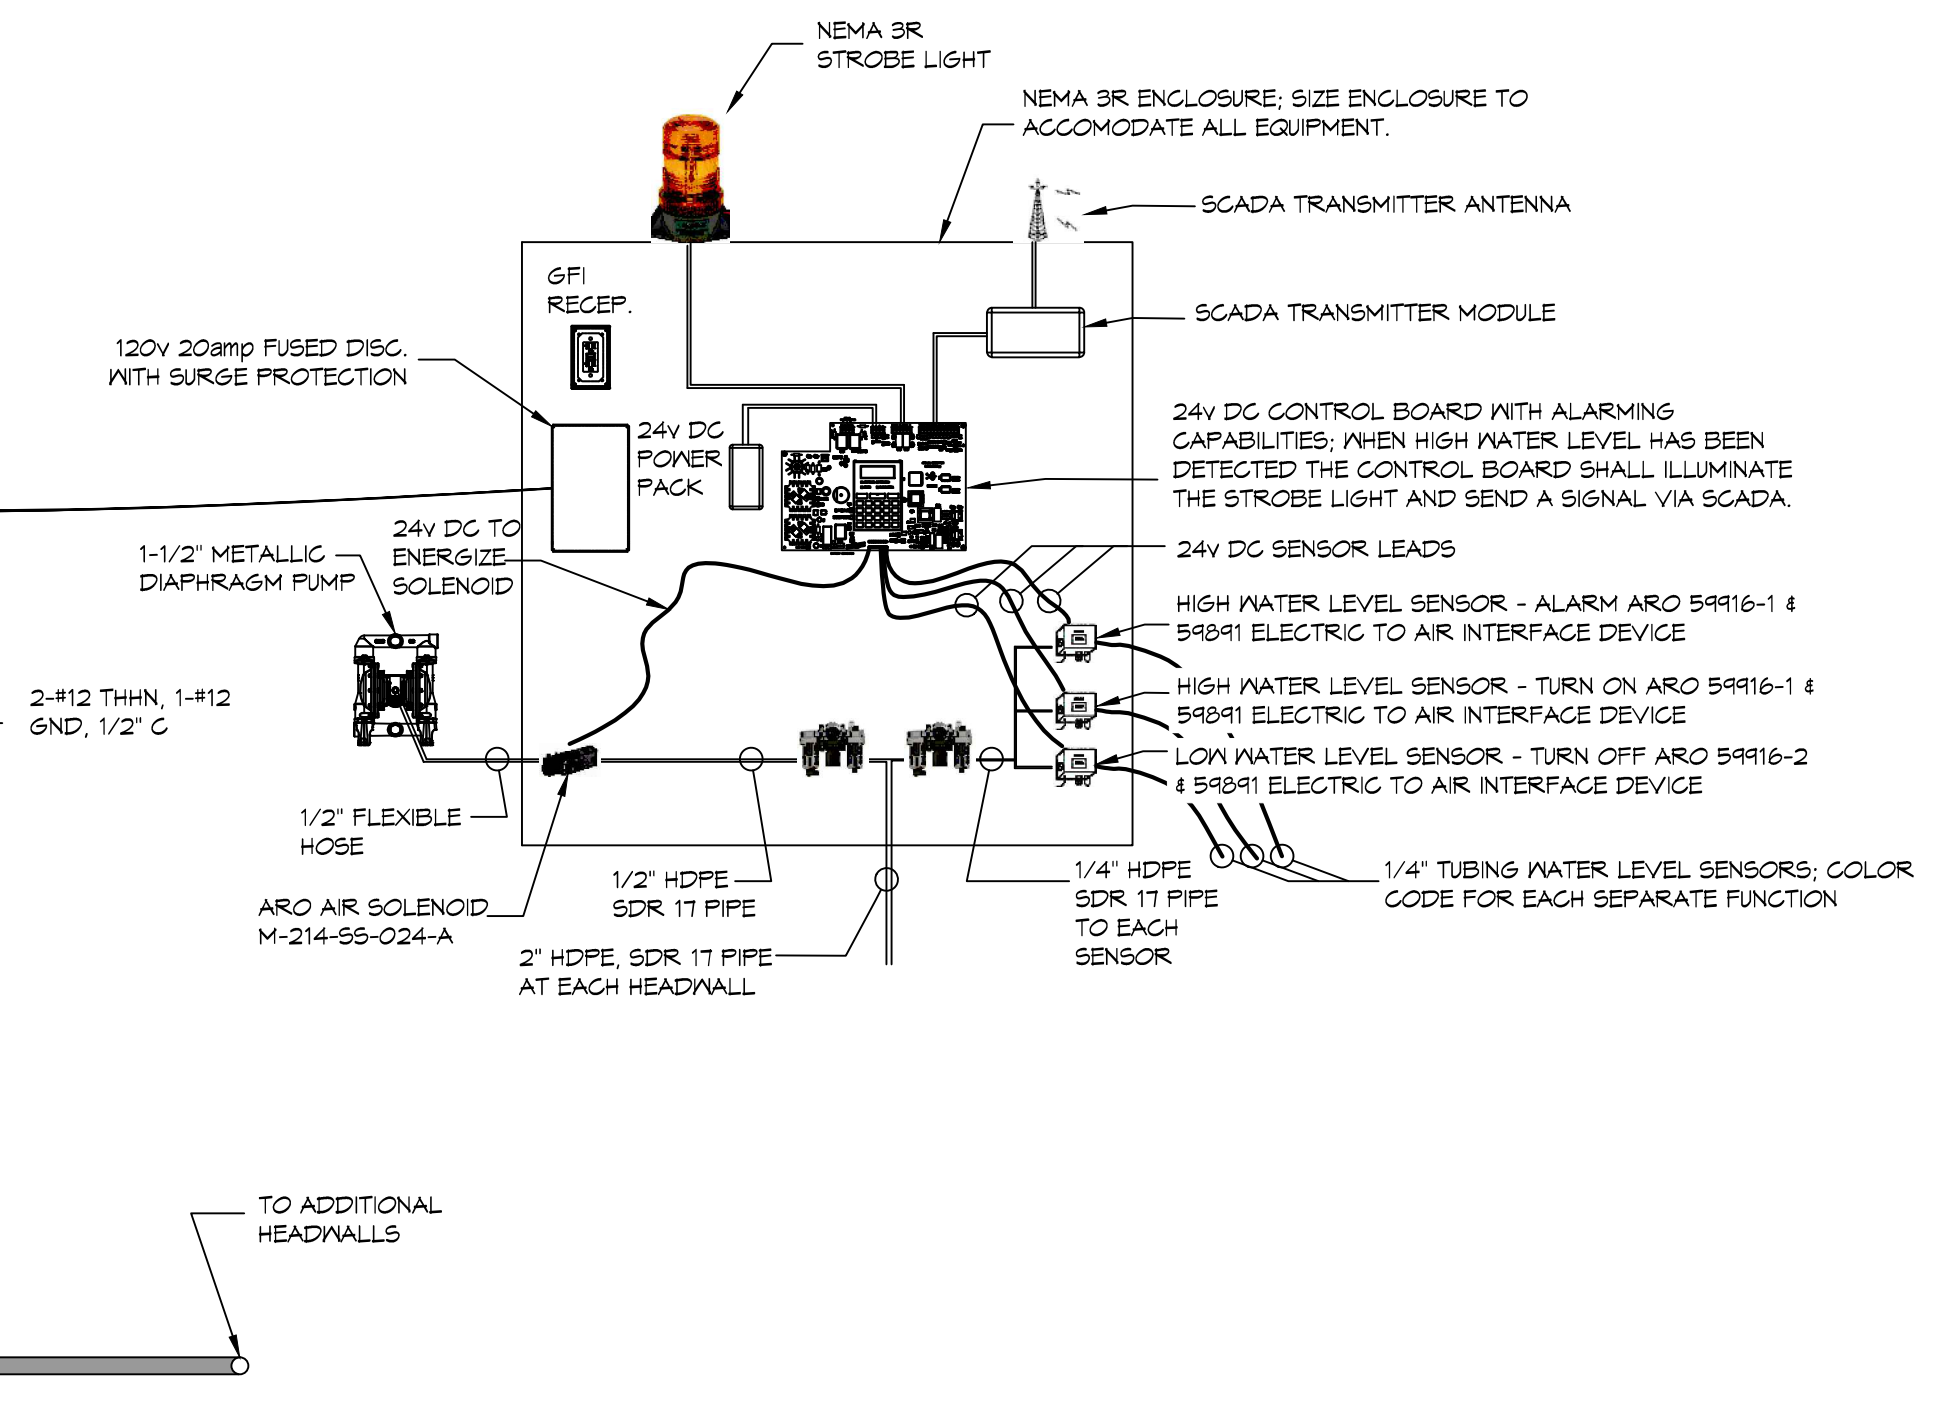 NEMA 3R
STROBE LIGHT
NEMA 3R ENCLOSURE; SIZE ENCLOSURE TO
ACCOMODATE ALL EQUIPMENT.
SCADA TRANSMITTER ANTENNA
GFI
RECEP.
SCADA TRANSMITTER MODULE
120v 20amp FUSED DISC.
WITH SURGE PROTECTION
24v DC
POWER
PACK
24v DC CONTROL BOARD WITH ALARMING
CAPABILITIES; WHEN HIGH WATER LEVEL HAS BEEN
DETECTED THE CONTROL BOARD SHALL ILLUMINATE
THE STROBE LIGHT AND SEND A SIGNAL VIA SCADA.
24v DC TO
ENERGIZE
SOLENOID
1-1/2" METALLIC
DIAPHRAGM PUMP
24v DC SENSOR LEADS
HIGH WATER LEVEL SENSOR - ALARM ARO 59916-1 &
59891 ELECTRIC TO AIR INTERFACE DEVICE
2-#12 THHN, 1-#12
GND, 1/2" C
HIGH WATER LEVEL SENSOR - TURN ON ARO 59916-1 &
59891 ELECTRIC TO AIR INTERFACE DEVICE
LOW WATER LEVEL SENSOR - TURN OFF ARO 59916-2
& 59891 ELECTRIC TO AIR INTERFACE DEVICE
1/2" FLEXIBLE
HOSE
1/2" HDPE
SDR 17 PIPE
1/4" HDPE
SDR 17 PIPE
TO EACH
SENSOR
1/4" TUBING WATER LEVEL SENSORS; COLOR
CODE FOR EACH SEPARATE FUNCTION
ARO AIR SOLENOID
M-214-SS-024-A
2" HDPE, SDR 17 PIPE
AT EACH HEADWALL
TO ADDITIONAL
HEADWALLS